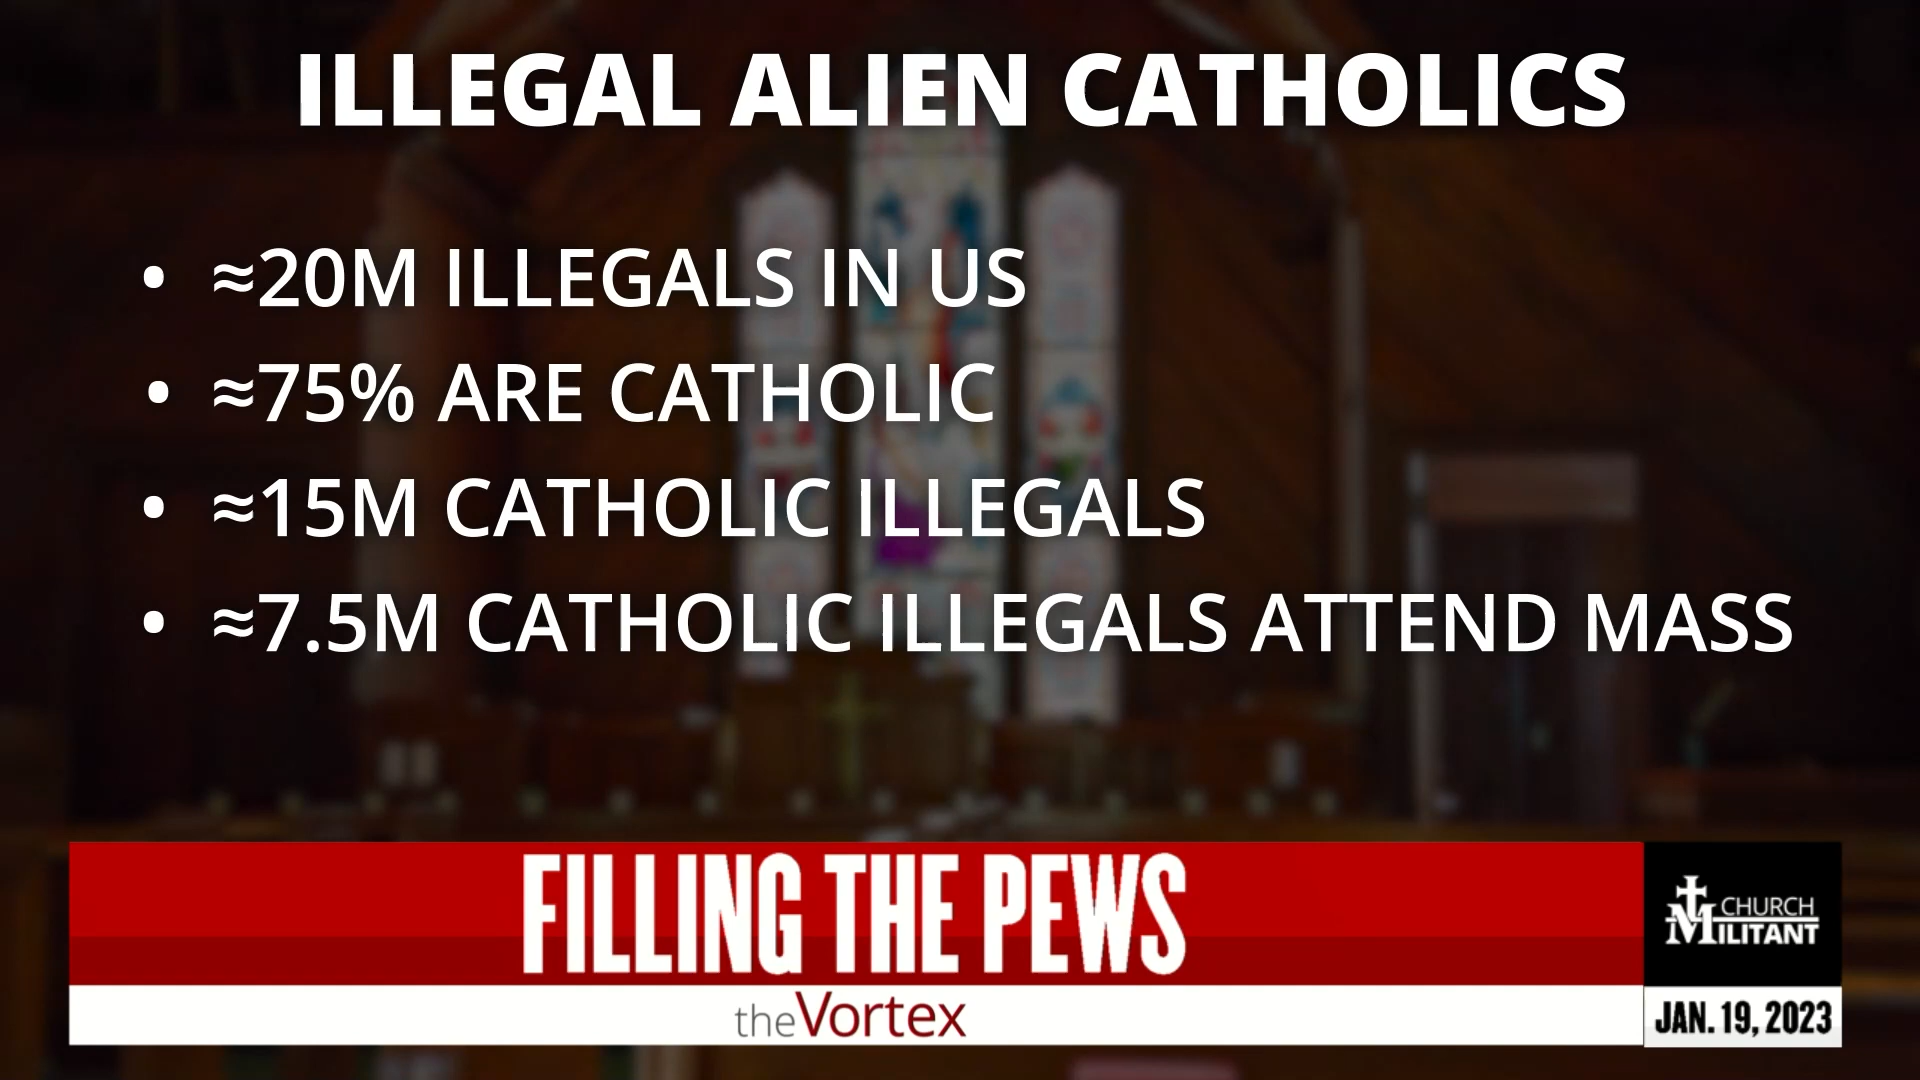 ILLEGAL ALIEN CATHOLICS
• ≈20M ILLEGALS IN US
• ≈75% ARE CATHOLIC
• ≈15M CATHOLIC ILLEGALS
• ≈7.5M CATHOLIC ILLEGALS ATTEND MASS
FILLING THE PEWS
theVortex
CHURCH
MILITANT
JAN. 19, 2023